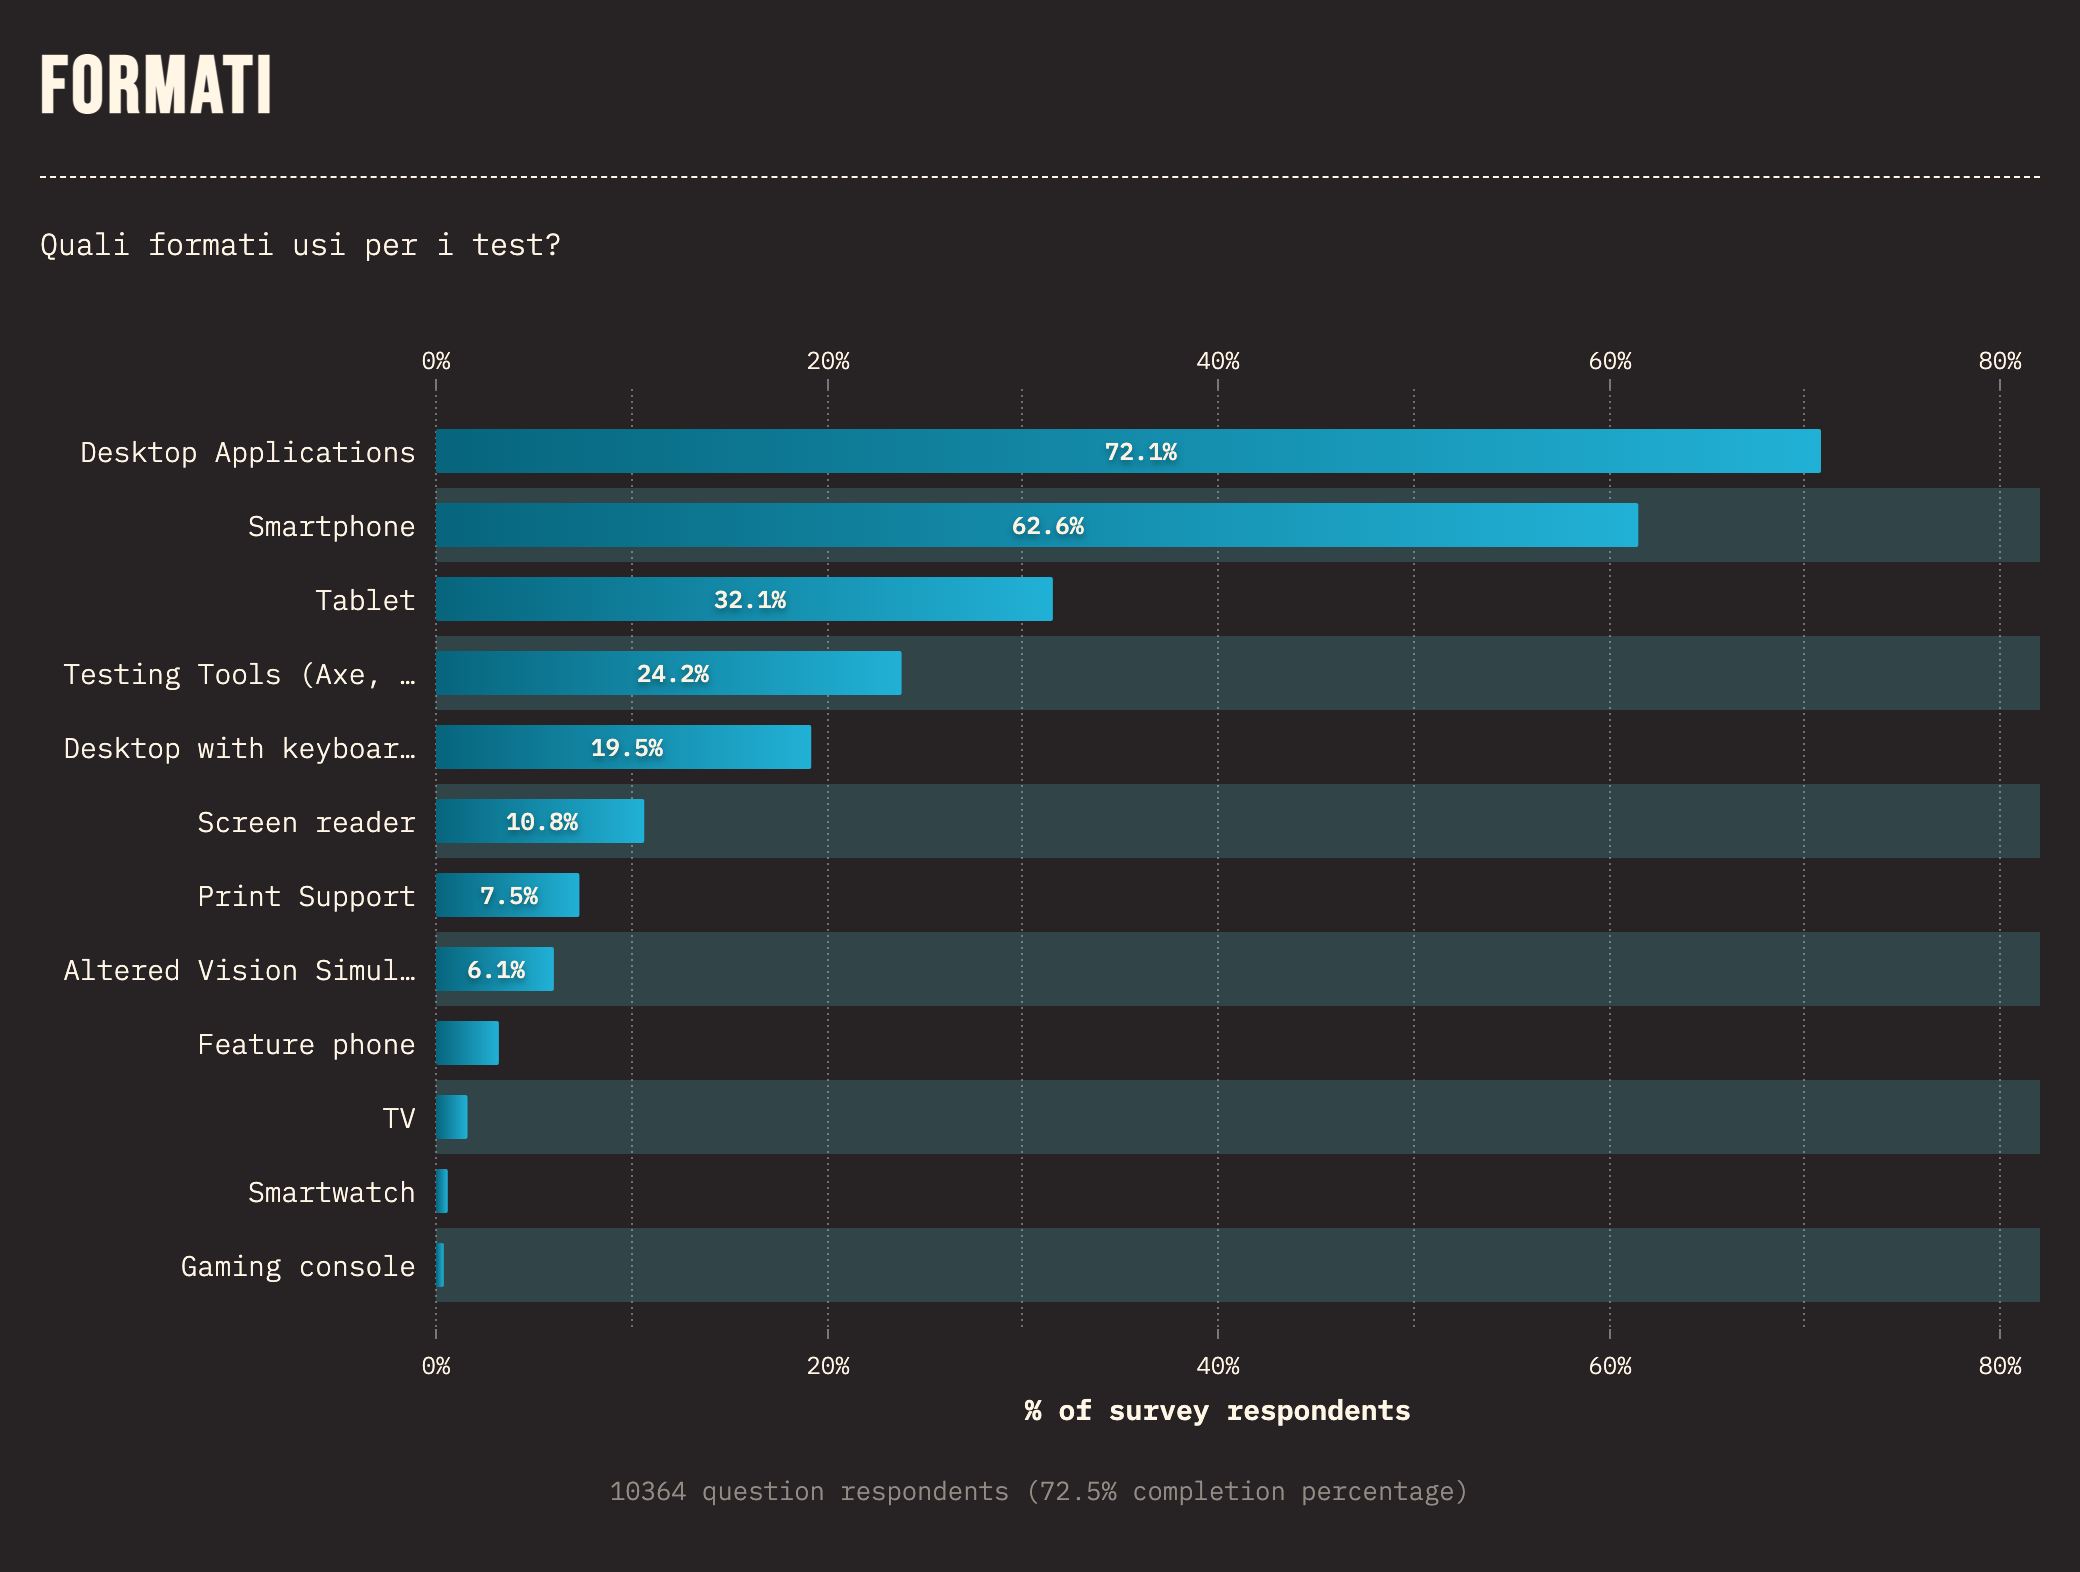 FORMATI
Quali formati usi per i test?
0% 20% 40% 60% 80%
Desktop Applications 72.1%
Smartphone 62.6%
Tablet 32.1%
Testing Tools (Axe, … 24.2%
Desktop with keyboar… 19.5%
Screen reader 10.8%
Print Support 7.5%
Altered Vision Simul… 6.1%
Feature phone
TV
Smartwatch
Gaming console
0% 20% 40% 60% 80%
% of survey respondents
10364 question respondents (72.5% completion percentage)